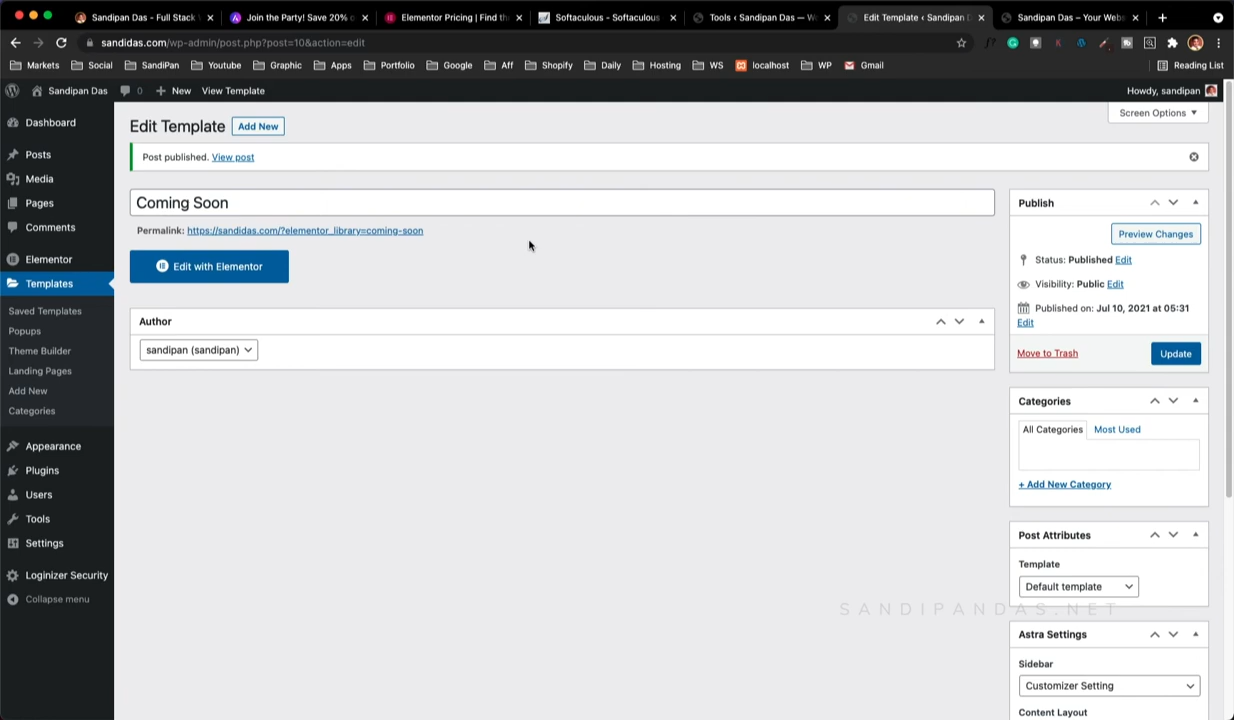 Sandipan Das - Full Stack
Join the Party! Save 20%
Elementor Pricing | Find th
Softaculous - Softaculous
Tools ‹ Sandipan Das — W
Edit Template ‹ Sandipan D
Sandipan Das – Your Webs
sandidas.com/wp-admin/post.php?post=10&action=edit
Markets
Social
SandiPan
Youtube
Graphic
Apps
Portfolio
Google
Aff
Shopify
Daily
Hosting
WS
localhost
WP
Gmail
Reading List
Sandipan Das
0
New
View Template
Howdy, sandipan
Dashboard
Posts
Media
Pages
Comments
Elementor
Templates
Saved Templates
Popups
Theme Builder
Landing Pages
Add New
Categories
Appearance
Plugins
Users
Tools
Settings
Loginizer Security
Collapse menu
Screen Options
Edit Template
Add New
Post published. View post
Coming Soon
Permalink: https://sandidas.com/?elementor_library=coming-soon
Edit with Elementor
Author
sandipan (sandipan)
Publish
Preview Changes
Status: Published Edit
Visibility: Public Edit
Published on: Jul 10, 2021 at 05:31
Edit
Move to Trash
Update
Categories
All Categories
Most Used
+ Add New Category
Post Attributes
Template
Default template
SANDIPANDAS.NET
Astra Settings
Sidebar
Customizer Setting
Content Layout